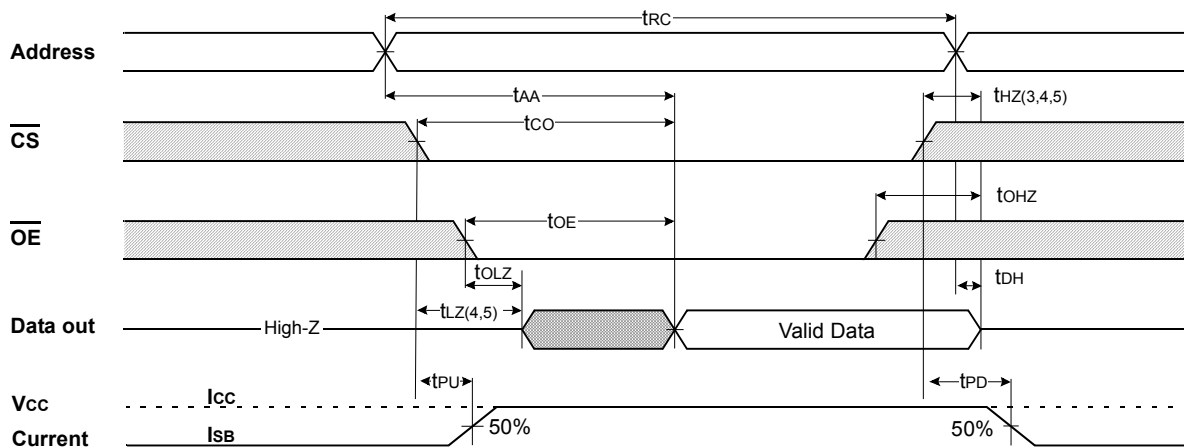 tRC
Address
tAA
tHZ(3,4,5)
tCO
CS
tOHZ
tOE
OE
tOLZ
tDH
tLZ(4,5)
Data out
High-Z
Valid Data
tPU
tPD
VCC
ICC
50%
50%
Current
ISB